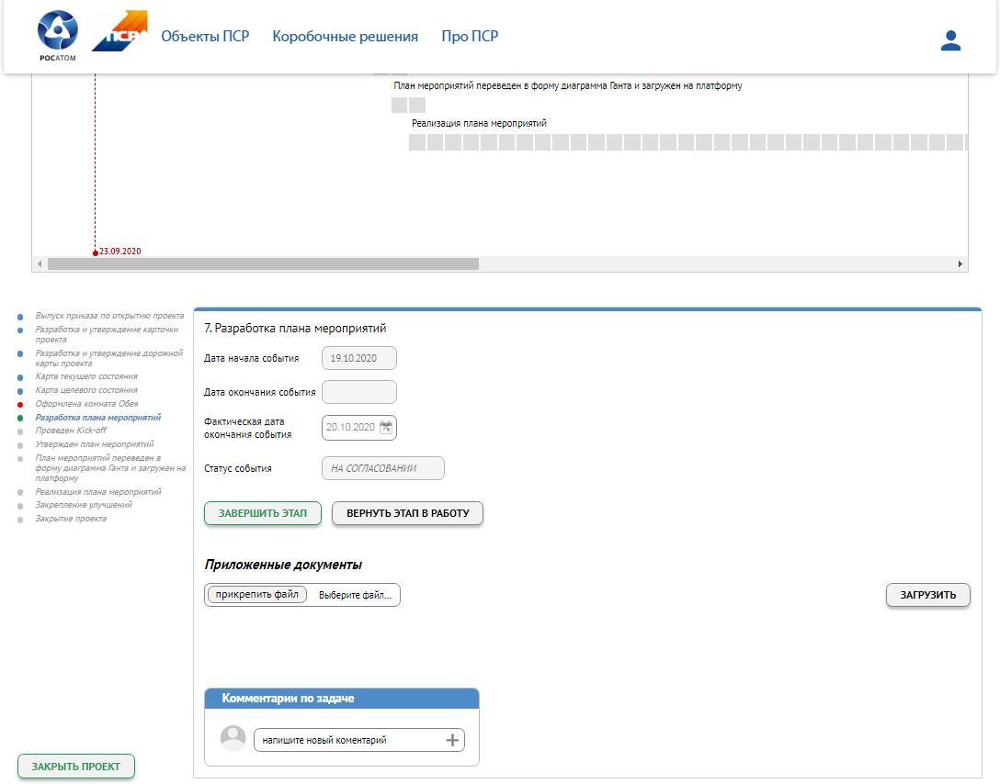 РОСАТОМ
ПСР
Объекты ПСР Коробочные решения Про ПСР
План мероприятий переведен в форму диаграмма Ганта и загружен на платформу
Реализация плана мероприятий
23.09.2020
Выпуск приказа по открытию проекта
Разработка и утверждение карточки
проекта
Разработка и утверждение дорожной
карты проекта
Карта текущего состояния
Карта целевого состояния
Оформлена комната Обея
Разработка плана мероприятий
Проведен Kick-off
Утвержден план мероприятий
План мероприятий переведен в
форму диаграмма Ганта и загружен на
платформу
Реализация плана мероприятий
Закрепление улучшений
Закрытие проекта
ЗАКРЫТЬ ПРОЕКТ
7. Разработка плана мероприятий
Дата начала события 19.10.2020
Дата окончания события
Фактическая дата
окончания события 20.10.2020
Статус события НА СОГЛАСОВАНИИ
ЗАВЕРШИТЬ ЭТАП ВЕРНУТЬ ЭТАП В РАБОТУ
Приложенные документы
прикрепить файл Выберите файл... ЗАГРУЗИТЬ
Комментарии по задаче
напишите новый коментарий